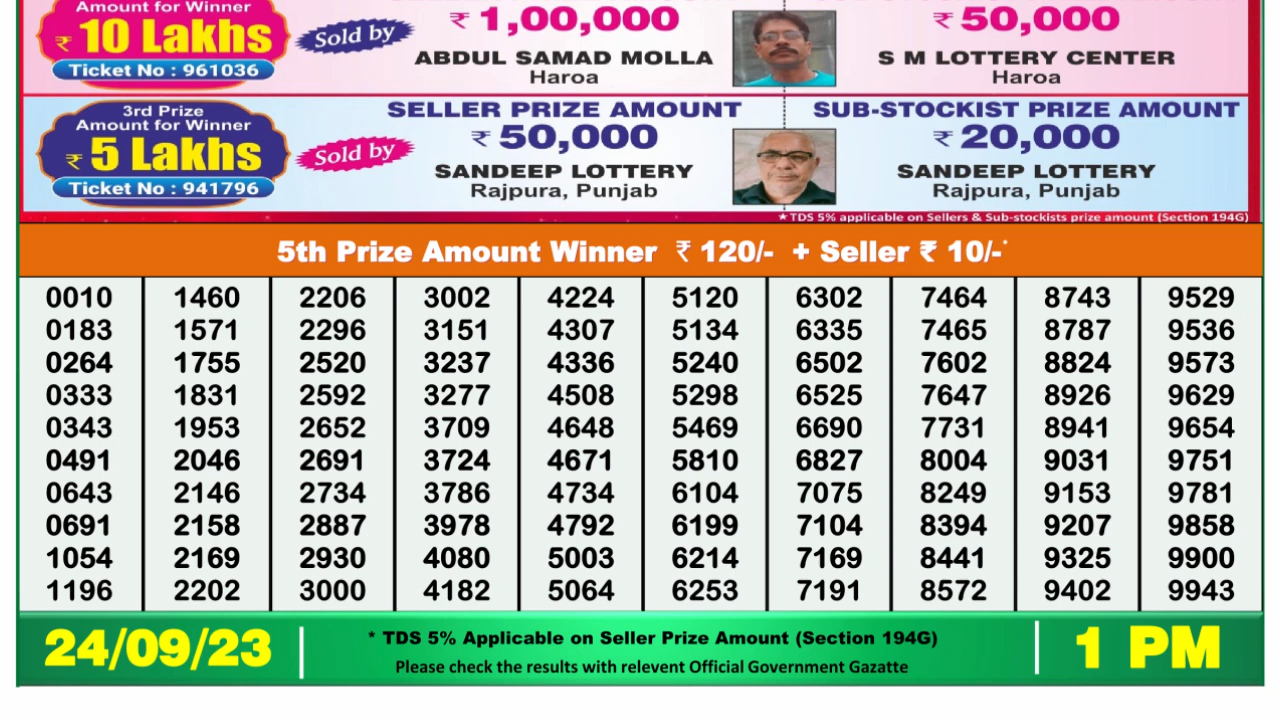 Amount for Winner
₹ 10 Lakhs
Ticket No : 961036
Sold by
₹ 1,00,000
ABDUL SAMAD MOLLA
Haroa
₹ 50,000
S M LOTTERY CENTER
Haroa
3rd Prize
Amount for Winner
₹ 5 Lakhs
Ticket No : 941796
Sold by
SELLER PRIZE AMOUNT
₹ 50,000
SANDEEP LOTTERY
Rajpura, Punjab
SUB-STOCKIST PRIZE AMOUNT
₹ 20,000
SANDEEP LOTTERY
Rajpura, Punjab
★TDS 5% applicable on Sellers & Sub-stockists prize amount (Section 194G)
5th Prize Amount Winner ₹ 120/- + Seller ₹ 10/-*
0010 1460 2206 3002 4224 5120 6302 7464 8743 9529
0183 1571 2296 3151 4307 5134 6335 7465 8787 9536
0264 1755 2520 3237 4336 5240 6502 7602 8824 9573
0333 1831 2592 3277 4508 5298 6525 7647 8926 9629
0343 1953 2652 3709 4648 5469 6690 7731 8941 9654
0491 2046 2691 3724 4671 5810 6827 8004 9031 9751
0643 2146 2734 3786 4734 6104 7075 8249 9153 9781
0691 2158 2887 3978 4792 6199 7104 8394 9207 9858
1054 2169 2930 4080 5003 6214 7169 8441 9325 9900
1196 2202 3000 4182 5064 6253 7191 8572 9402 9943
24/09/23
* TDS 5% Applicable on Seller Prize Amount (Section 194G)
Please check the results with relevent Official Government Gazatte
1 PM